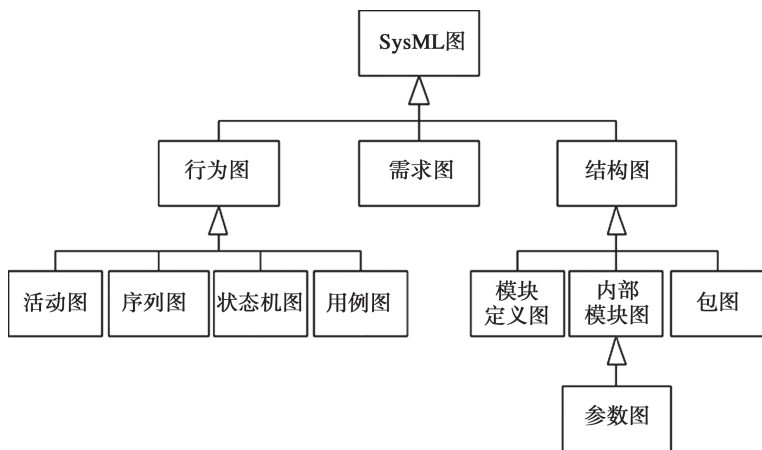 SysML图
行为图
需求图
结构图
活动图
序列图
状态机图
用例图
模块
定义图
内部
模块图
包图
参数图